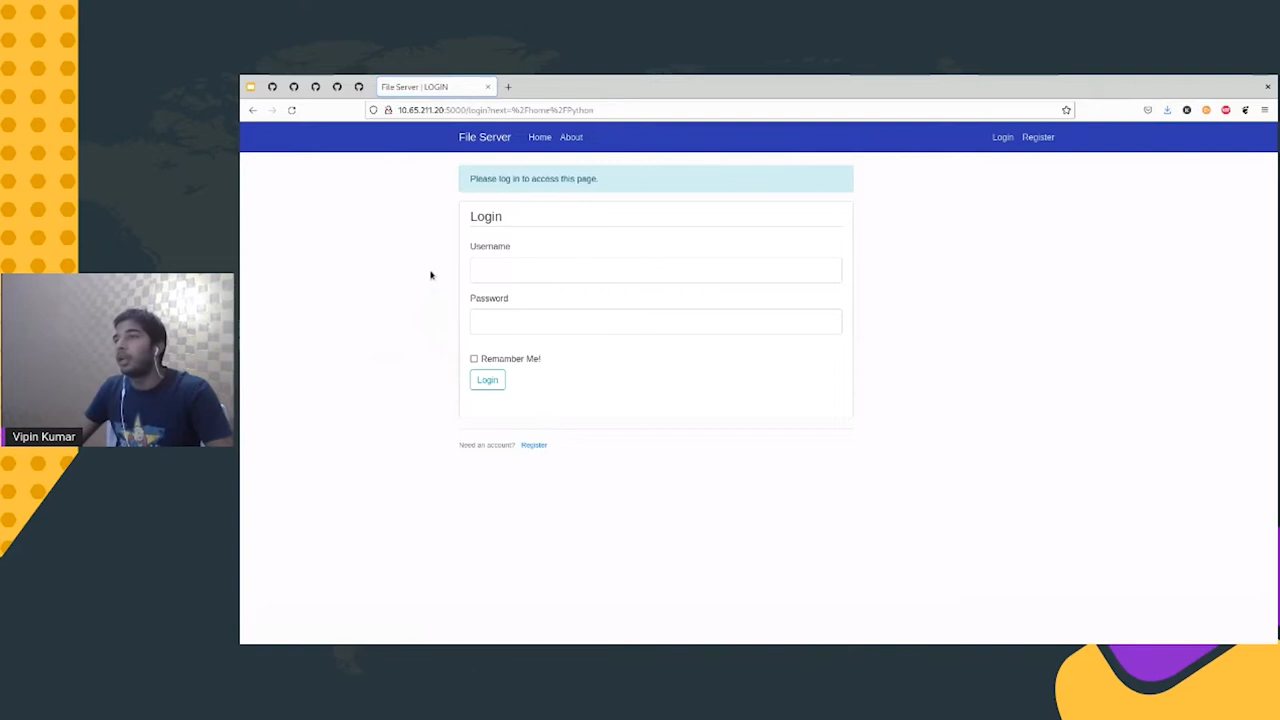 File Server | LOGIN
10.65.211.20:5000/login?next=%2Fhome%2FPython
File Server Home About Login Register
Please log in to access this page.
Login
Username
Password
Remamber Me!
Login
Need an account? Register
Vipin Kumar